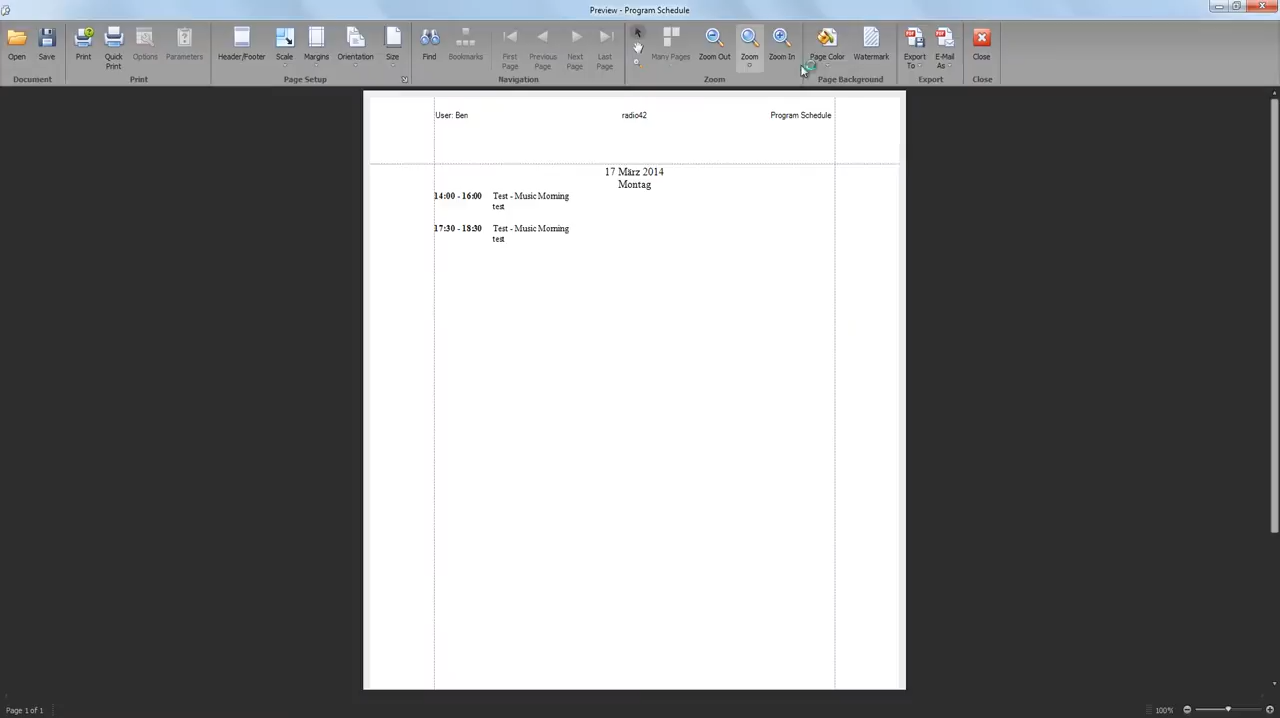 Preview - Program Schedule
Open
Save
Print
Quick Print
Options
Parameters
Header/Footer
Scale
Margins
Orientation
Size
Find
Bookmarks
First Page
Previous Page
Next Page
Last Page
Many Pages
Zoom Out
Zoom
Zoom In
Page Color
Watermark
Export To
E-Mail As
Close
Document
Print
Page Setup
Navigation
Zoom
Page Background
Export
Close
User: Ben
radio42
Program Schedule
17 März 2014
Montag
14:00 - 16:00 Test - Music Morning
test
17:30 - 18:30 Test - Music Morning
test
Page 1 of 1
100%